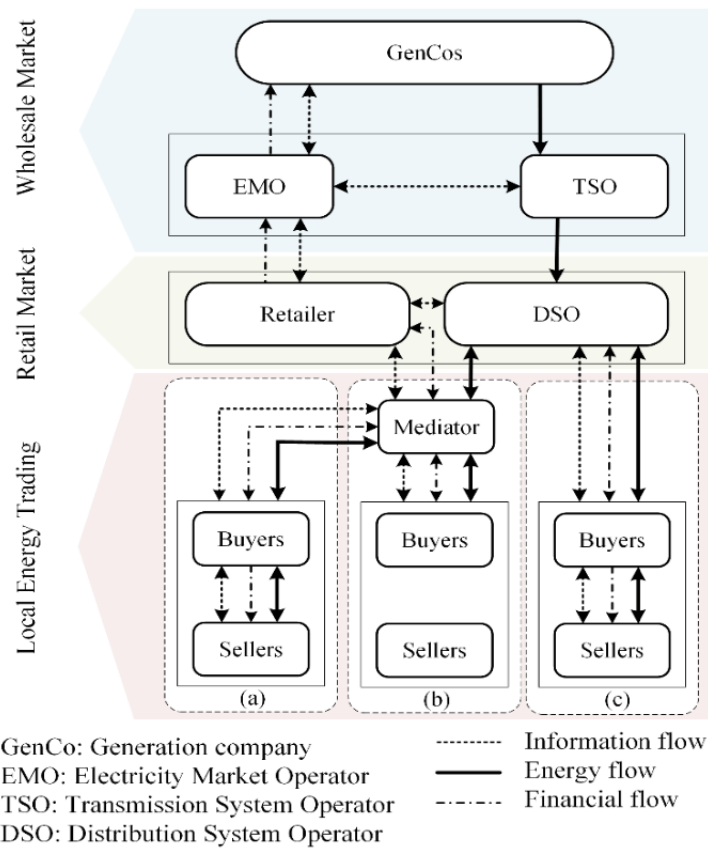 Wholesale Market
GenCos
EMO
TSO
Retail Market
Retailer
DSO
Local Energy Trading
Mediator
Buyers
Buyers
Buyers
Sellers
Sellers
Sellers
(a)
(b)
(c)
GenCo: Generation company
EMO: Electricity Market Operator
TSO: Transmission System Operator
DSO: Distribution System Operator
Information flow
Energy flow
Financial flow